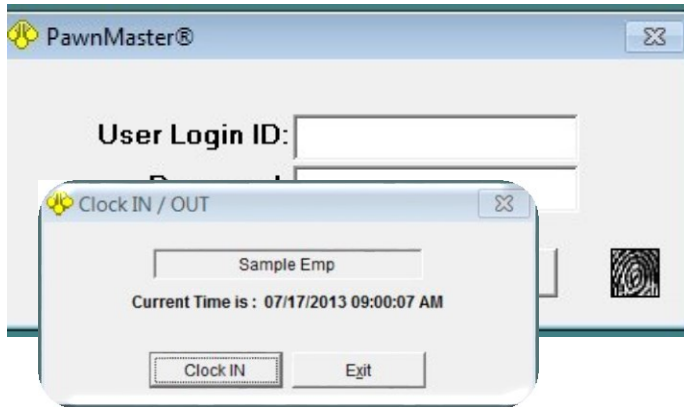 PawnMaster®
User Login ID:
Clock IN / OUT
Sample Emp
Current Time is : 07/17/2013 09:00:07 AM
Clock IN
Exit